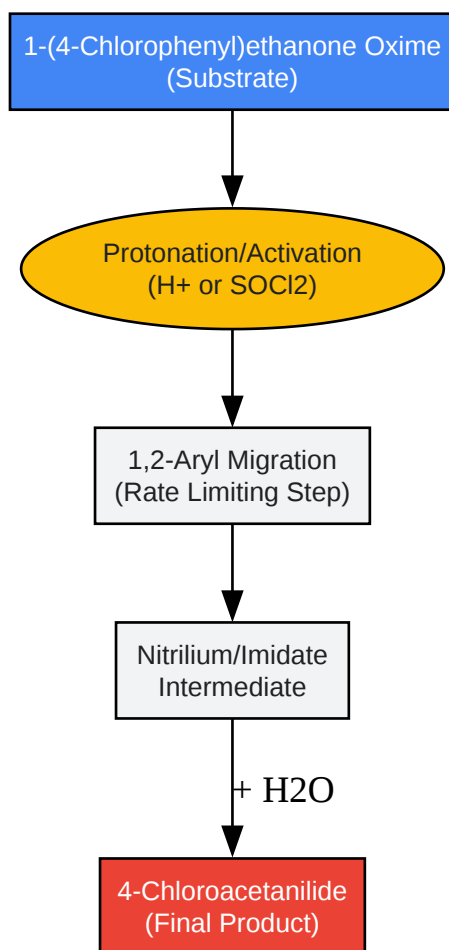 1-(4-Chlorophenyl)ethanone Oxime
(Substrate)
Protonation/Activation
(H+ or SOCl2)
1,2-Aryl Migration
(Rate Limiting Step)
Nitrilium/Imidate
Intermediate
+ H2O
4-Chloroacetanilide
(Final Product)